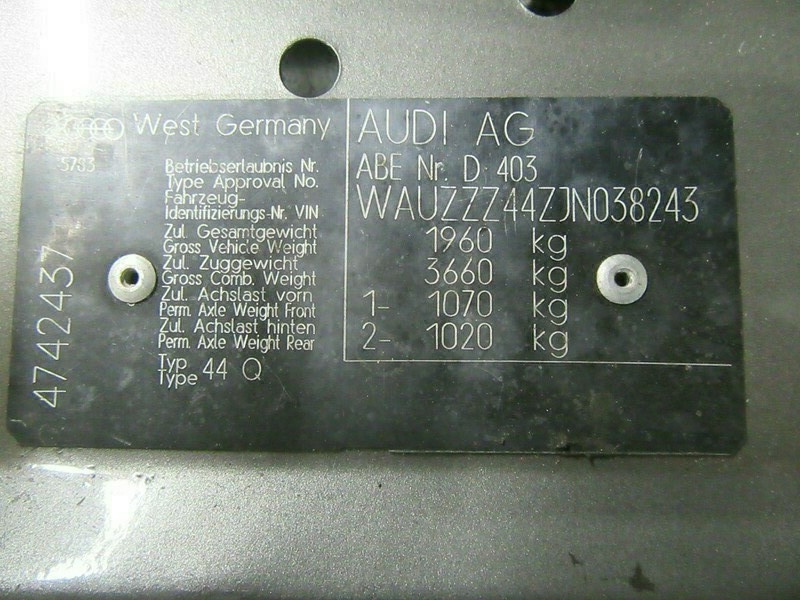 West Germany
5783
Betriebserlaubnis Nr.
Type Approval No.
Fahrzeug-
Identifizierungs-Nr. VIN
Zul. Gesamtgewicht
Gross Vehicle Weight
Zul. Zuggewicht
Gross Comb. Weight
Zul. Achslast vorn
Perm. Axle Weight Front
Zul. Achslast hinten
Perm. Axle Weight Rear
Typ
Type 44 Q
4742437
AUDI AG
ABE Nr. D 403
WAUZZZ44ZJN038243
1960 kg
3660 kg
1- 1070 kg
2- 1020 kg